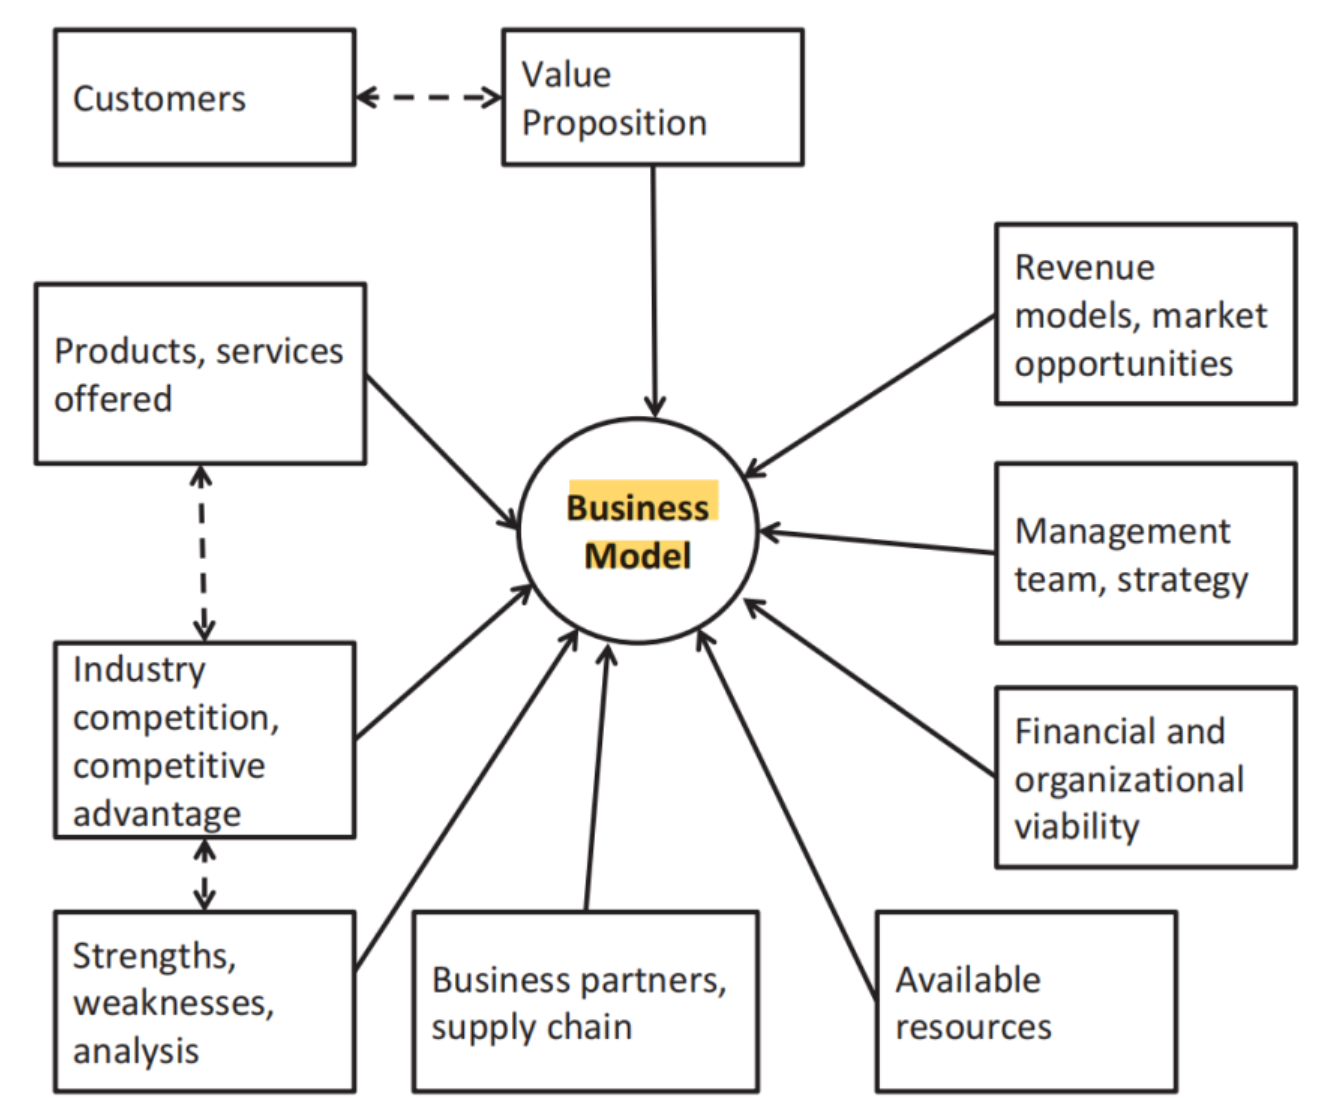 Customers
Value
Proposition
Revenue
models, market
opportunities
Products, services
offered
Business
Model
Management
team, strategy
Industry
competition,
competitive
advantage
Financial and
organizational
viability
Strengths,
weaknesses,
analysis
Business partners,
supply chain
Available
resources